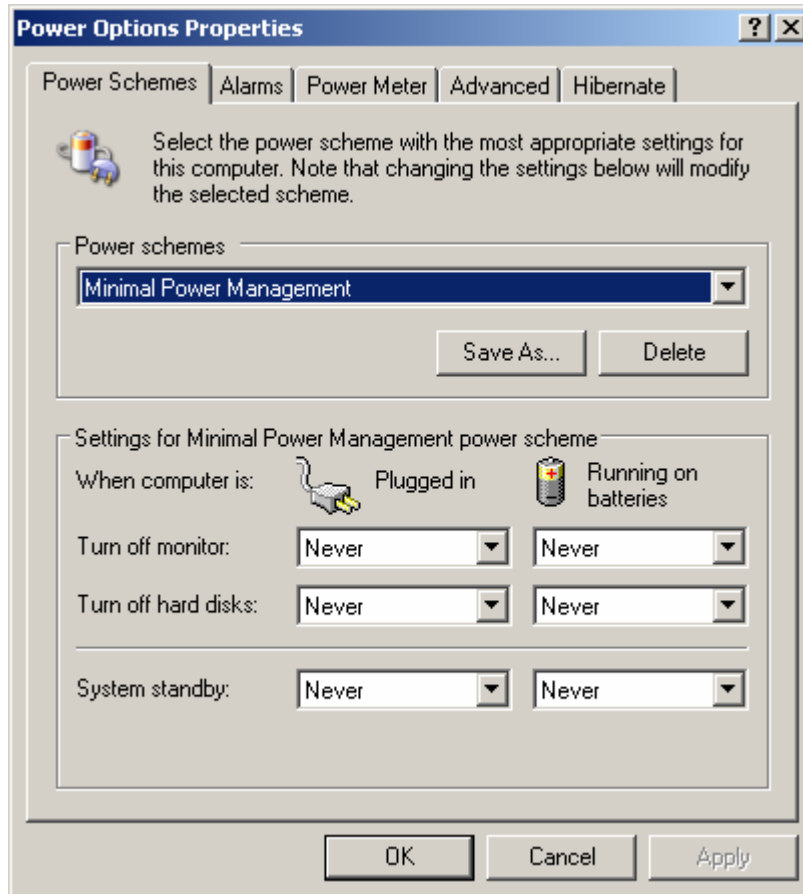 Power Options Properties
Power Schemes Alarms Power Meter Advanced Hibernate
Select the power scheme with the most appropriate settings for
this computer. Note that changing the settings below will modify
the selected scheme.
Power schemes
Minimal Power Management
Save As... Delete
Settings for Minimal Power Management power scheme
When computer is: Plugged in Running on
batteries
Turn off monitor: Never Never
Turn off hard disks: Never Never
System standby: Never Never
OK Cancel Apply